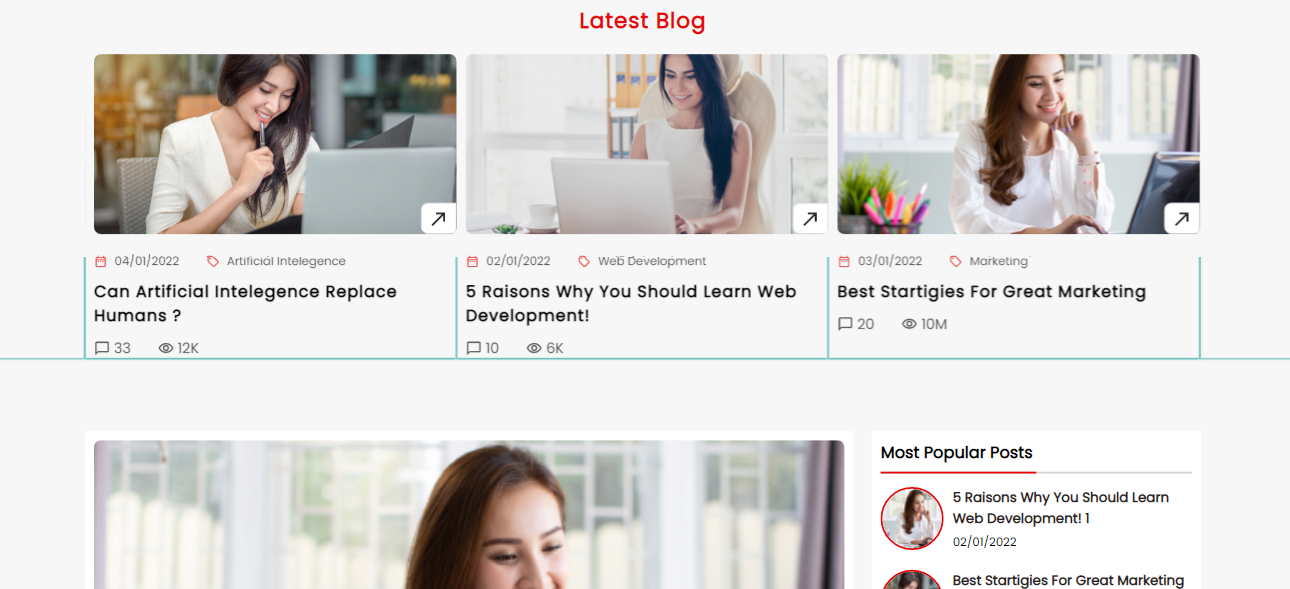 Latest Blog
04/01/2022 Artificial Intelegence
Can Artificial Intelegence Replace
Humans ?
33 12K
02/01/2022 Web Development
5 Raisons Why You Should Learn Web
Development!
10 6K
03/01/2022 Marketing
Best Startigies For Great Marketing
20 10M
Most Popular Posts
5 Raisons Why You Should Learn
Web Development! 1
02/01/2022
Best Startigies For Great Marketing